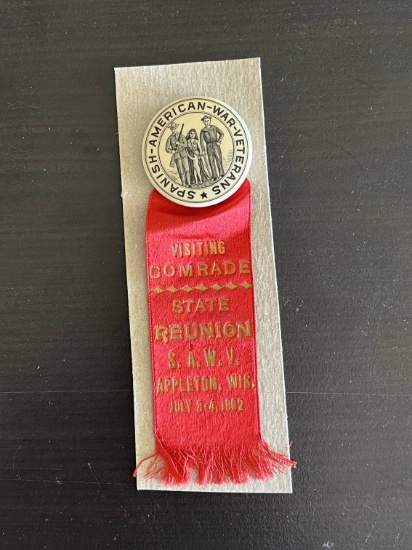 SPANISH-AMERICAN-WAR-VETERANS ★
VISITING
COMRADE
STATE
REUNION
S. A. W. V.
APPLETON, WIS.
JULY 3-4, 1902